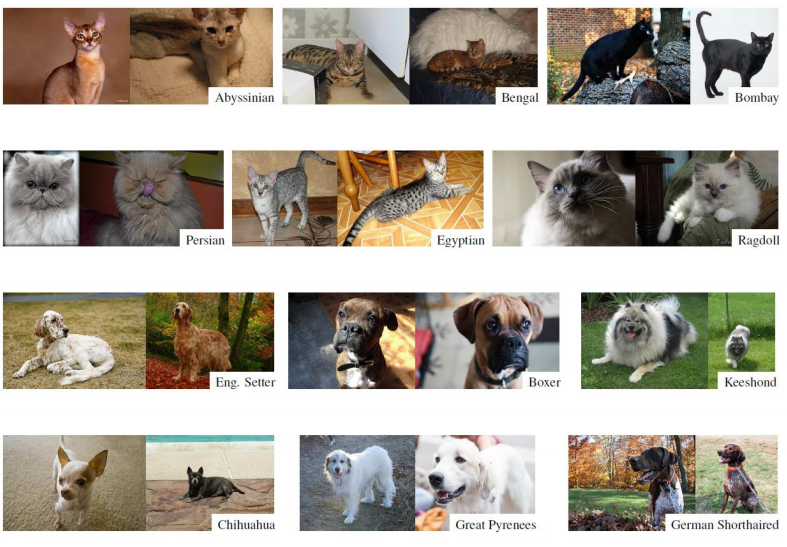 Abyssinian
Bengal
Bombay
Persian
Egyptian
Ragdoll
Eng. Setter
Boxer
Keeshond
Chihuahua
Great Pyrenees
German Shorthaired